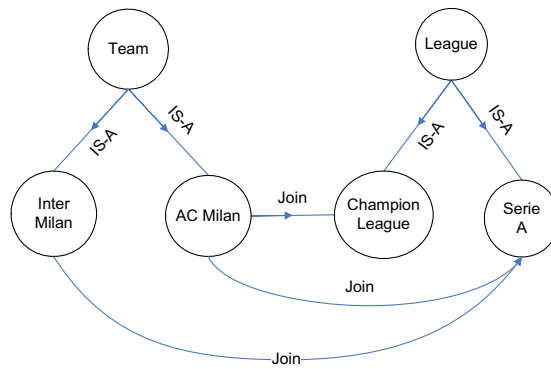 Team
League
IS-A
IS-A
IS-A
IS-A
Inter
Milan
AC Milan
Join
Champion
League
Serie
A
Join
Join